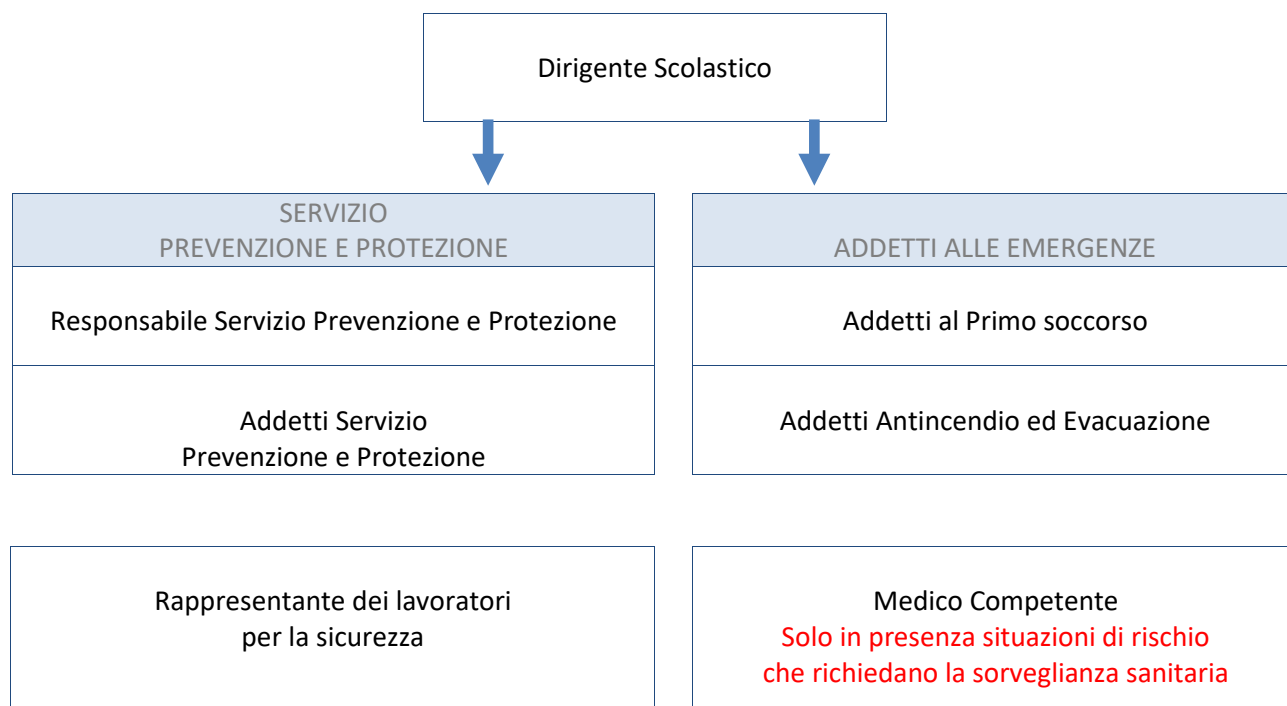 Dirigente Scolastico
SERVIZIO
PREVENZIONE E PROTEZIONE
Responsabile Servizio Prevenzione e Protezione
Addetti Servizio
Prevenzione e Protezione
ADDETTI ALLE EMERGENZE
Addetti al Primo soccorso
Addetti Antincendio ed Evacuazione
Rappresentante dei lavoratori
per la sicurezza
Medico Competente
Solo in presenza situazioni di rischio
che richiedano la sorveglianza sanitaria